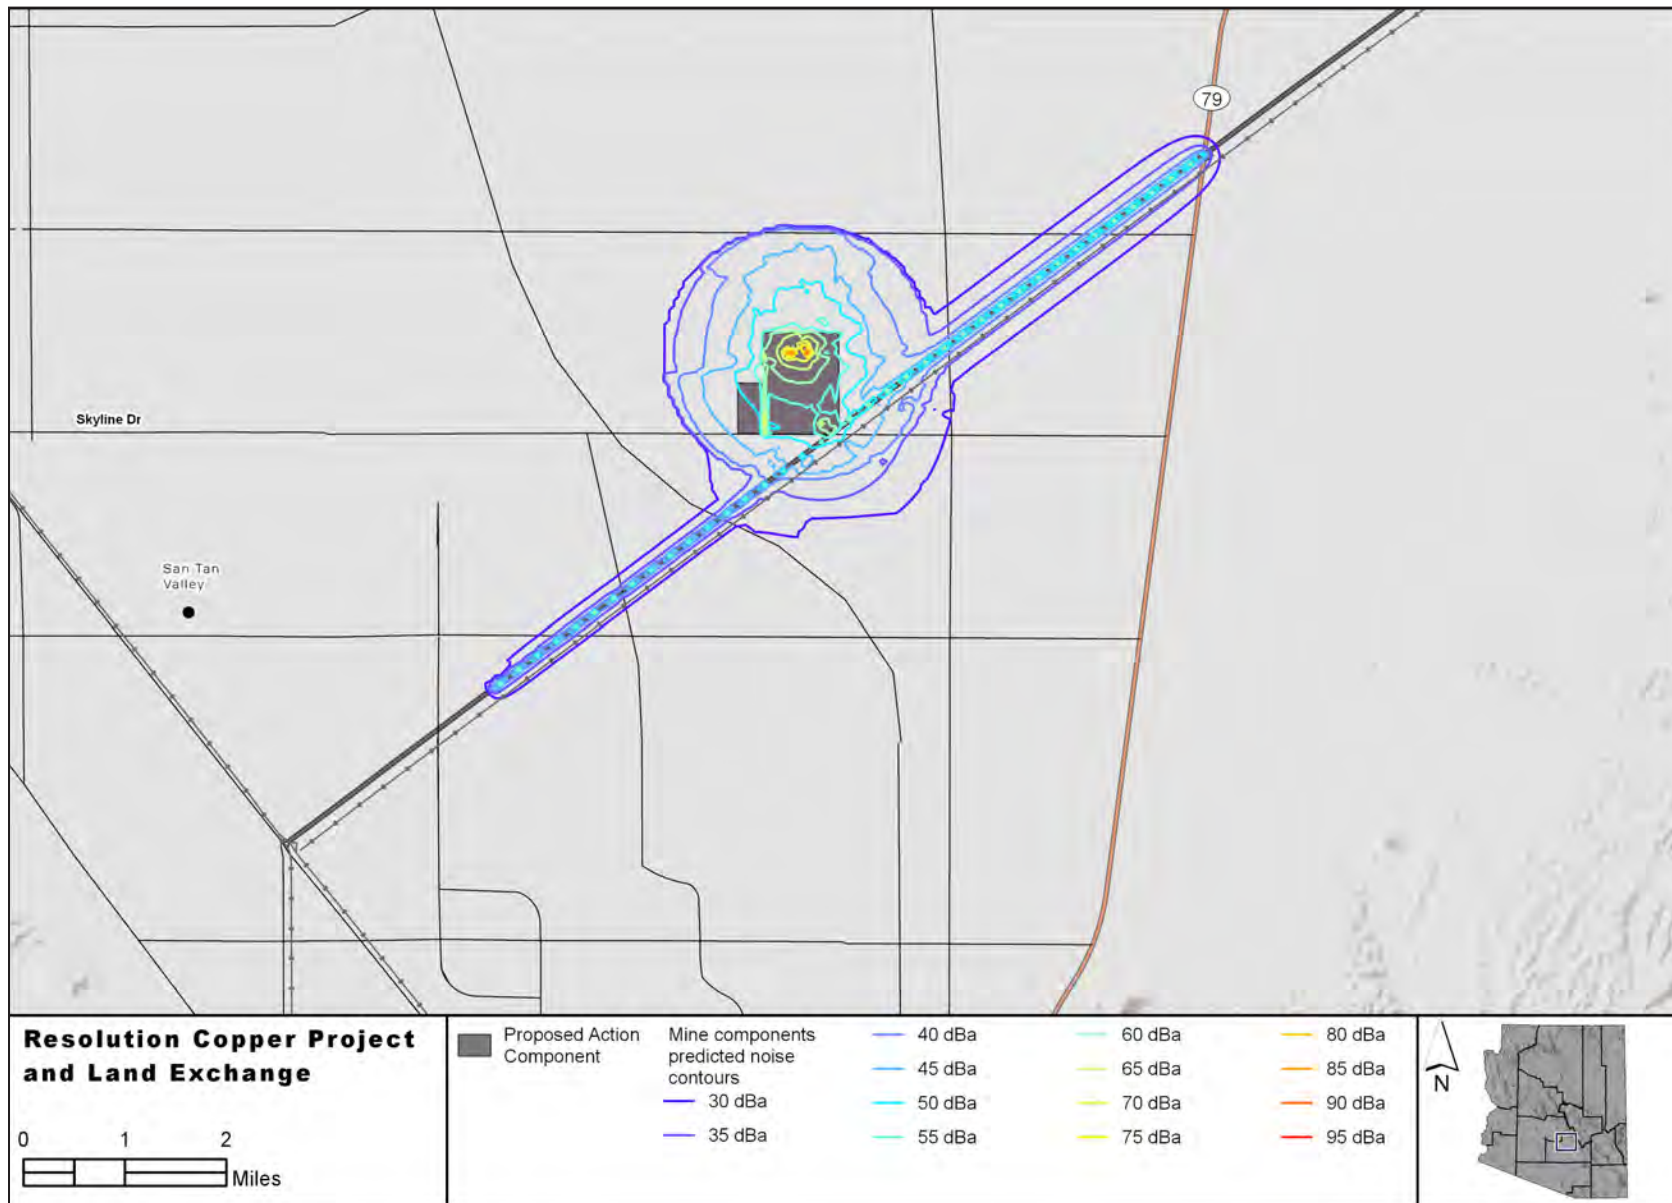 79
Skyline Dr
San Tan
Valley
Resolution Copper Project
and Land Exchange
0 1 2
Miles
Proposed Action
Component
Mine components
predicted noise
contours
30 dBa
35 dBa
40 dBa
45 dBa
50 dBa
55 dBa
60 dBa
65 dBa
70 dBa
75 dBa
80 dBa
85 dBa
90 dBa
95 dBa
N